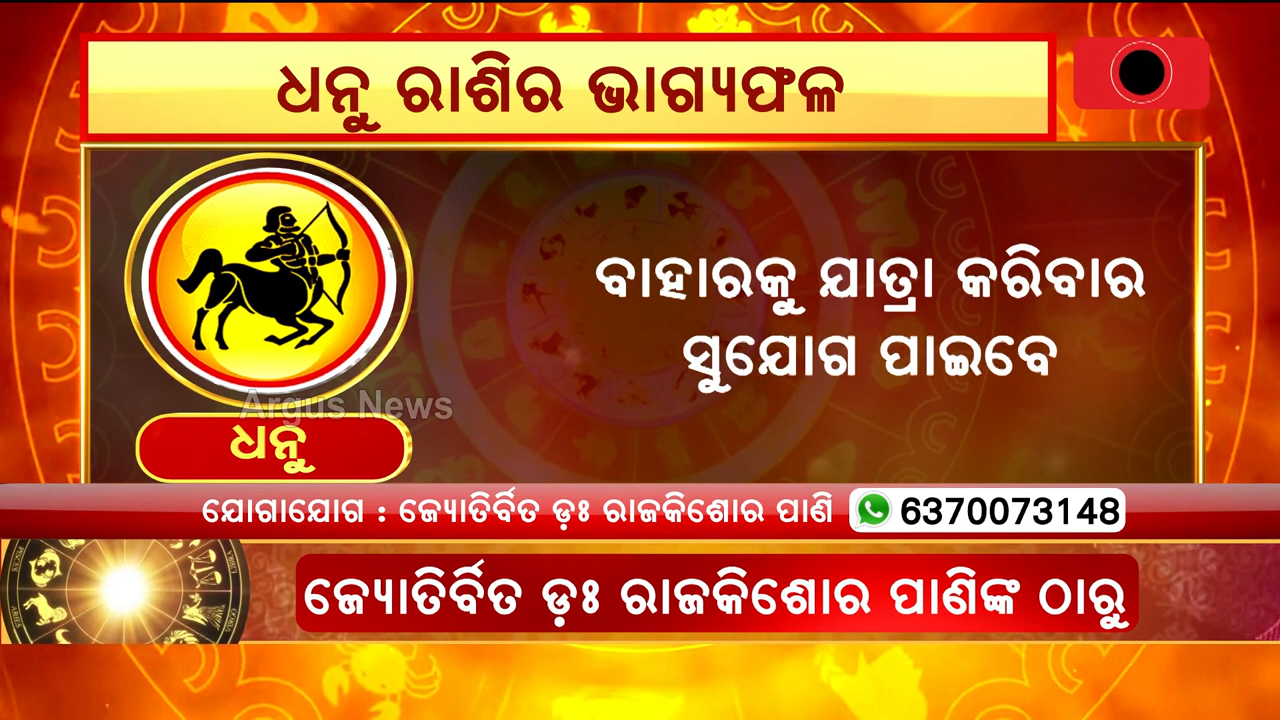 ଧନୁ ରାଶିର ଭାଗ୍ୟଫଳ
ବାହାରକୁ ଯାତ୍ରା କରିବାର
ସୁଯୋଗ ପାଇବେ
Argus News
ଧନୁ
ଯୋଗାଯୋଗ : ଜ୍ୟୋତିର୍ବିତ ଡ଼ଃ ରାଜକିଶୋର ପାଣି 6370073148
ଜ୍ୟୋତିର୍ବିତ ଡ଼ଃ ରାଜକିଶୋର ପାଣିଙ୍କ ଠାରୁ